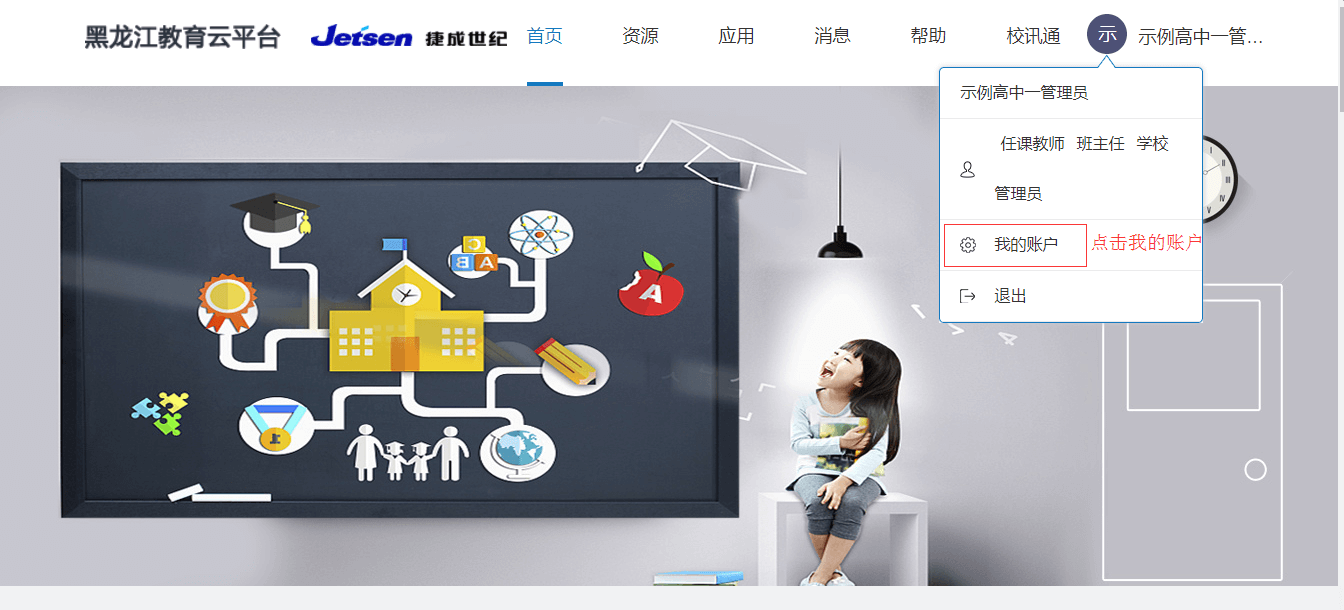 黑龙江教育云平台
Jetsen 捷成世纪
首页 资源 应用 消息 帮助 校讯通 示 示例高中一管...
示例高中一管理员
任课教师 班主任 学校
管理员
我的账户 点击我的账户
退出
C
B A
A